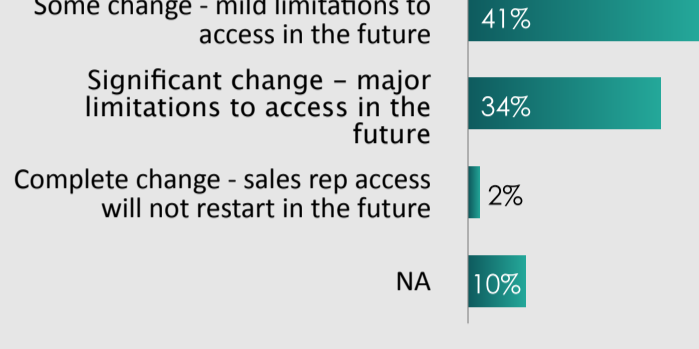 Some change - mild limitations to
access in the future
41%
Significant change – major
limitations to access in the
future
34%
Complete change - sales rep access
will not restart in the future
2%
NA
10%